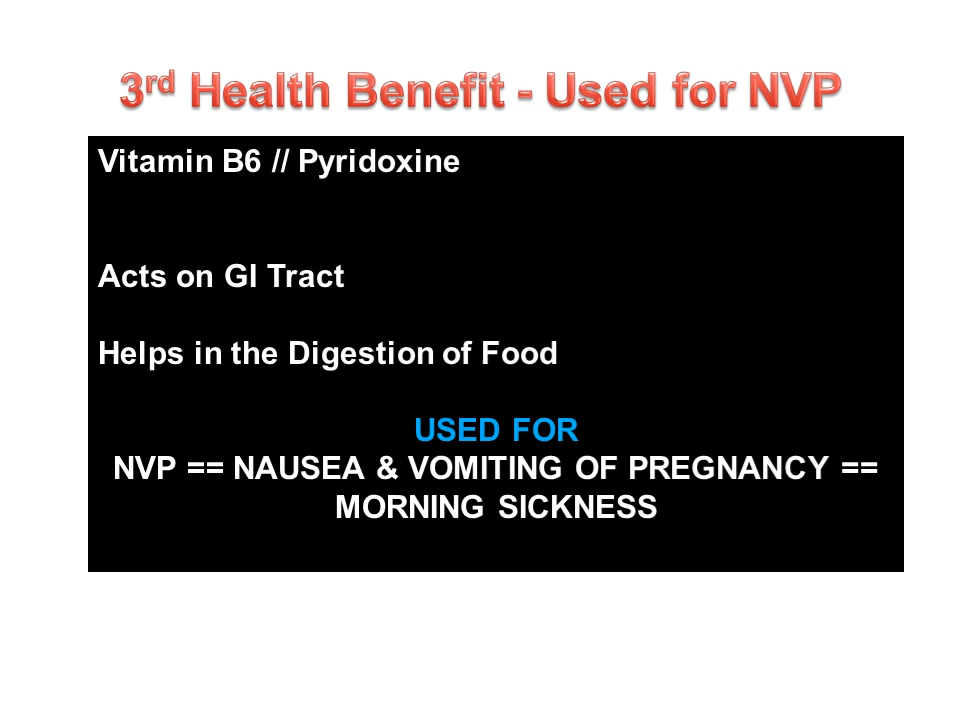 3rd Health Benefit - Used for NVP
Vitamin B6 // Pyridoxine
Acts on GI Tract
Helps in the Digestion of Food
USED FOR
NVP == NAUSEA & VOMITING OF PREGNANCY ==
MORNING SICKNESS